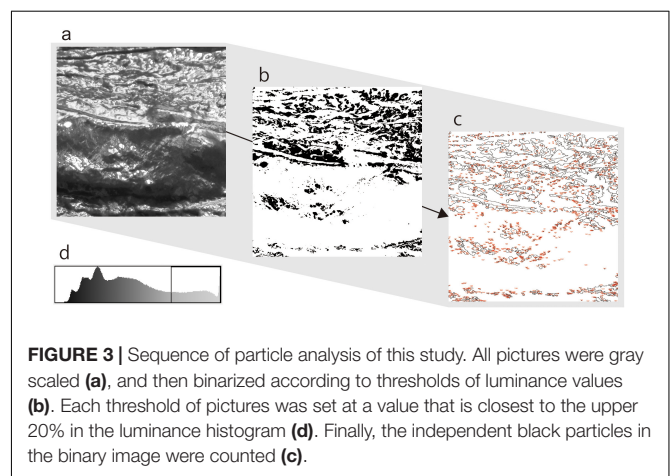 a
b
c
d
FIGURE 3 | Sequence of particle analysis of this study. All pictures were gray
scaled (a), and then binarized according to thresholds of luminance values
(b). Each threshold of pictures was set at a value that is closest to the upper
20% in the luminance histogram (d). Finally, the independent black particles in
the binary image were counted (c).